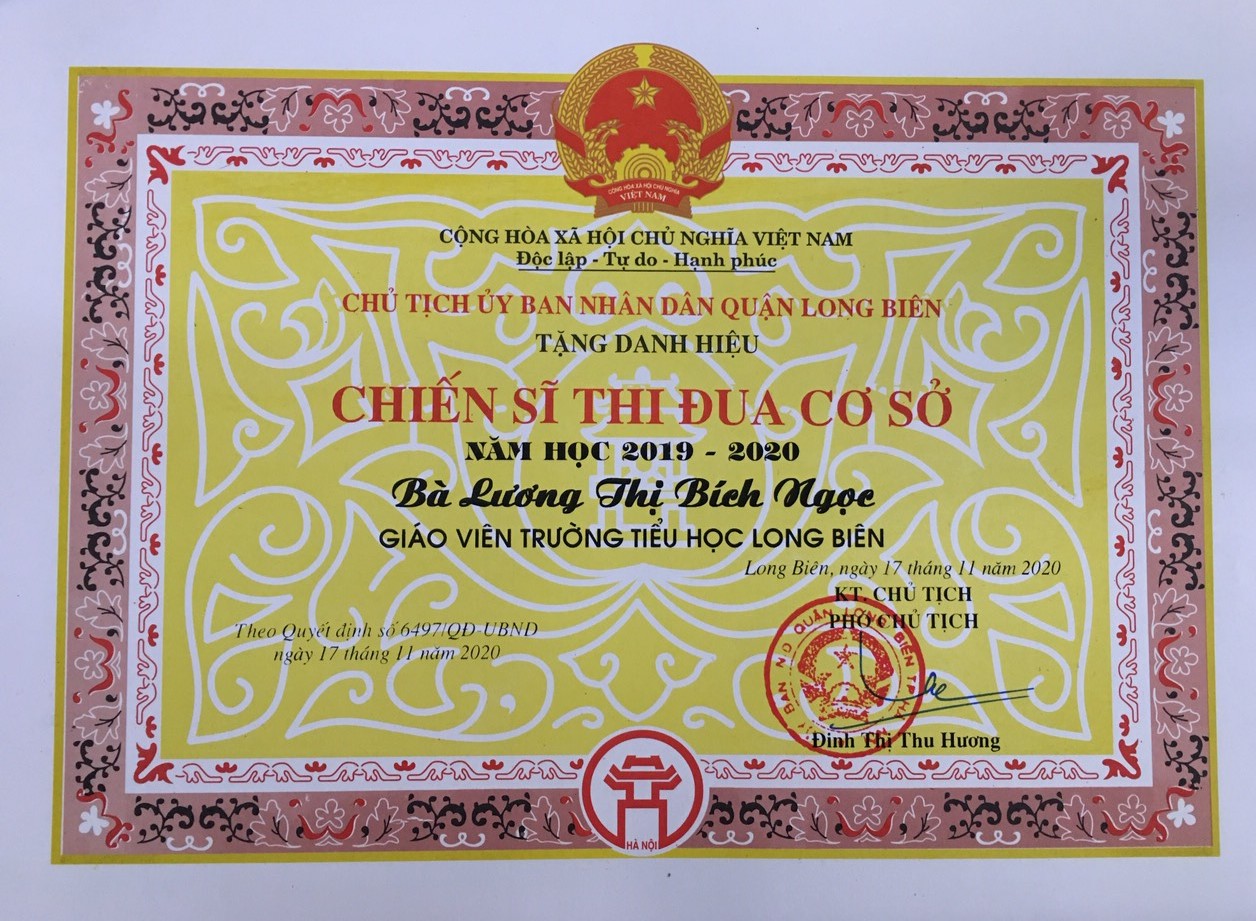 CỘNG HÒA XÃ HỘI CHỦ NGHĨA
VIỆT NAM
CỘNG HÒA XÃ HỘI CHỦ NGHĨA VIỆT NAM
Độc lập - Tự do - Hạnh phúc
CHỦ TỊCH ỦY BAN NHÂN DÂN QUẬN LONG BIÊN
TẶNG DANH HIỆU
CHIẾN SĨ THI ĐUA CƠ SỞ
NĂM HỌC 2019 - 2020
Bà Lương Thị Bích Ngọc
GIÁO VIÊN TRƯỜNG TIỂU HỌC LONG BIÊN
Long Biên, ngày 17 tháng 11 năm 2020
KT. CHỦ TỊCH
PHÓ CHỦ TỊCH
Theo Quyết định số 6497/QĐ-UBND
ngày 17 tháng 11 năm 2020
BAN N.D QUẬN LONG BIÊN
Đinh Thị Thu Hương
HÀ NỘI